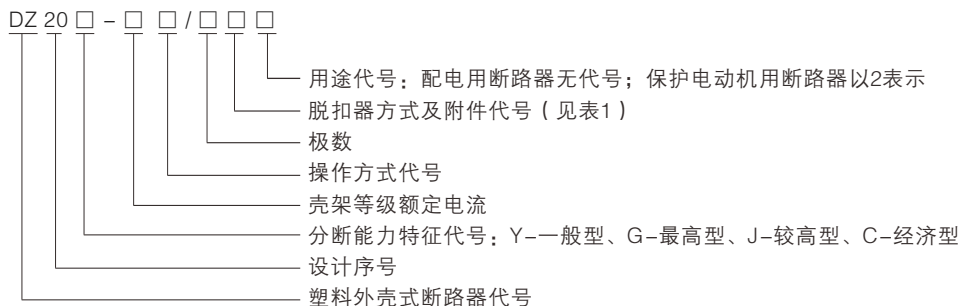 DZ 20 □ – □ □ / □ □ □
用途代号：配电用断路器无代号；保护电动机用断路器以2表示
脱扣器方式及附件代号（见表1）
极数
操作方式代号
壳架等级额定电流
分断能力特征代号：Y–一般型、G–最高型、J–较高型、C–经济型
设计序号
塑料外壳式断路器代号